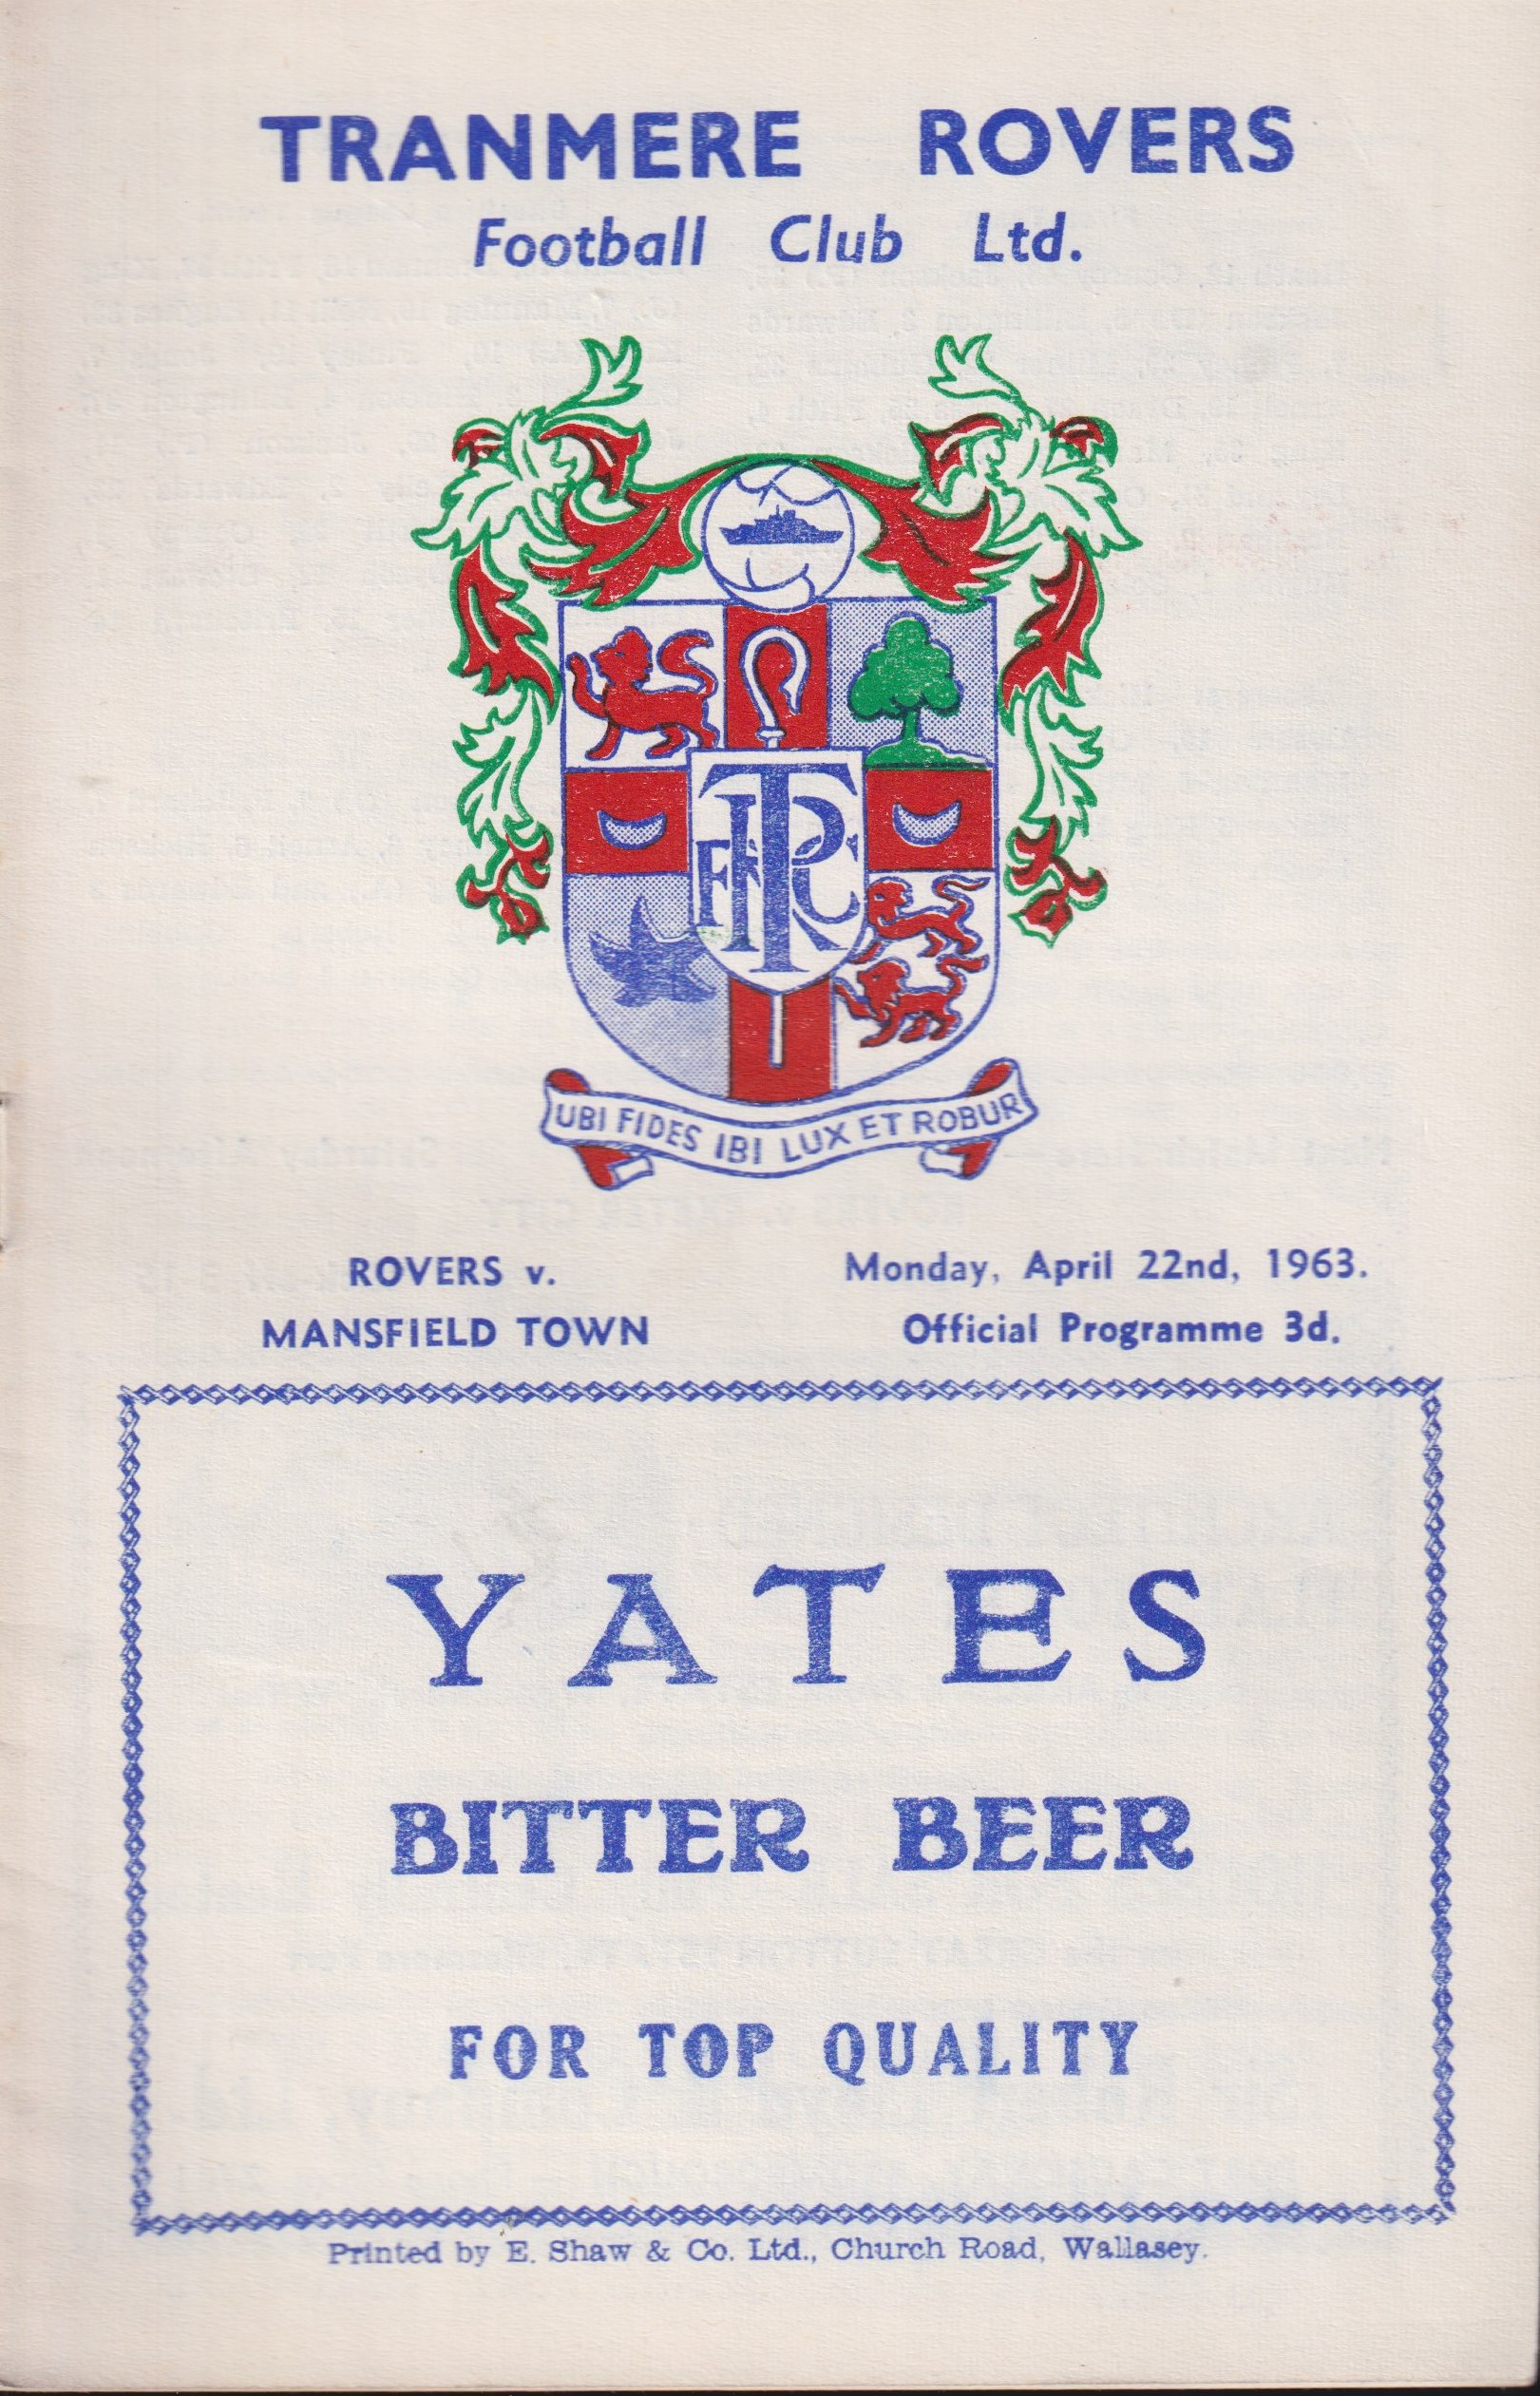 TRANMERE ROVERS
Football Club Ltd.
TRFC
UBI FIDES IBI LUX ET ROBUR
ROVERS v.
MANSFIELD TOWN
Monday, April 22nd, 1963.
Official Programme 3d.
YATES
BITTER BEER
FOR TOP QUALITY
Printed by E. Shaw & Co. Ltd., Church Road, Wallasey.